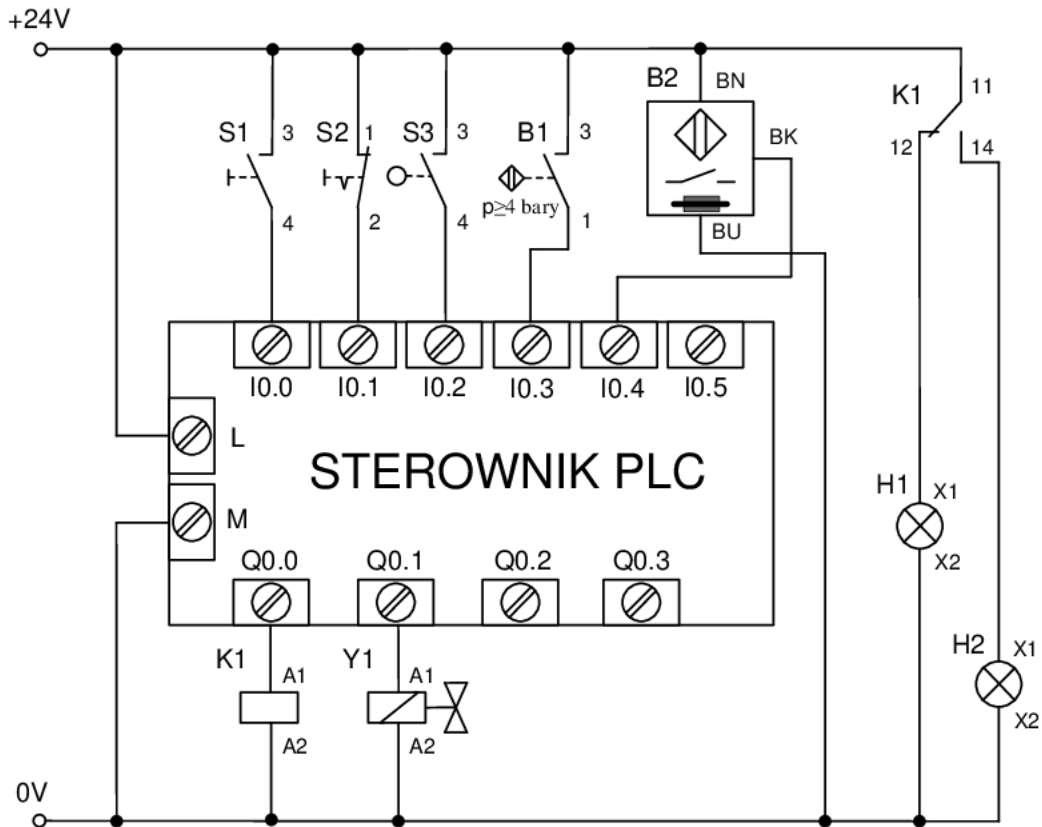 +24V
B2 BN
K1 11
S1 3 S2 1 S3 3 B1 3
BK
12 14
p≥4 bary
4 2 4 1
BU
I0.0 I0.1 I0.2 I0.3 I0.4 I0.5
L
STEROWNIK PLC
H1 X1
M
X2
Q0.0 Q0.1 Q0.2 Q0.3
H2 X1
K1 A1 Y1 A1
X2
A2 A2
0V